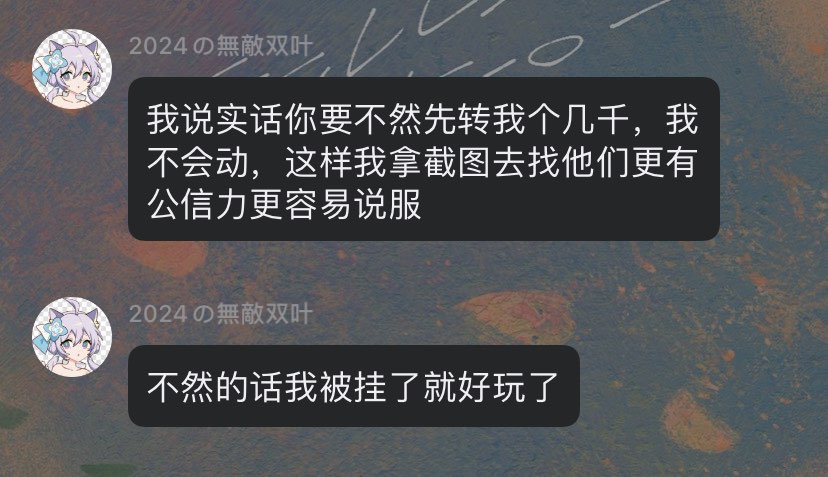 2024の無敵双叶
我说实话你要不然先转我个几千，我
不会动，这样我拿截图去找他们更有
公信力更容易说服
2024の無敵双叶
不然的话我被挂了就好玩了